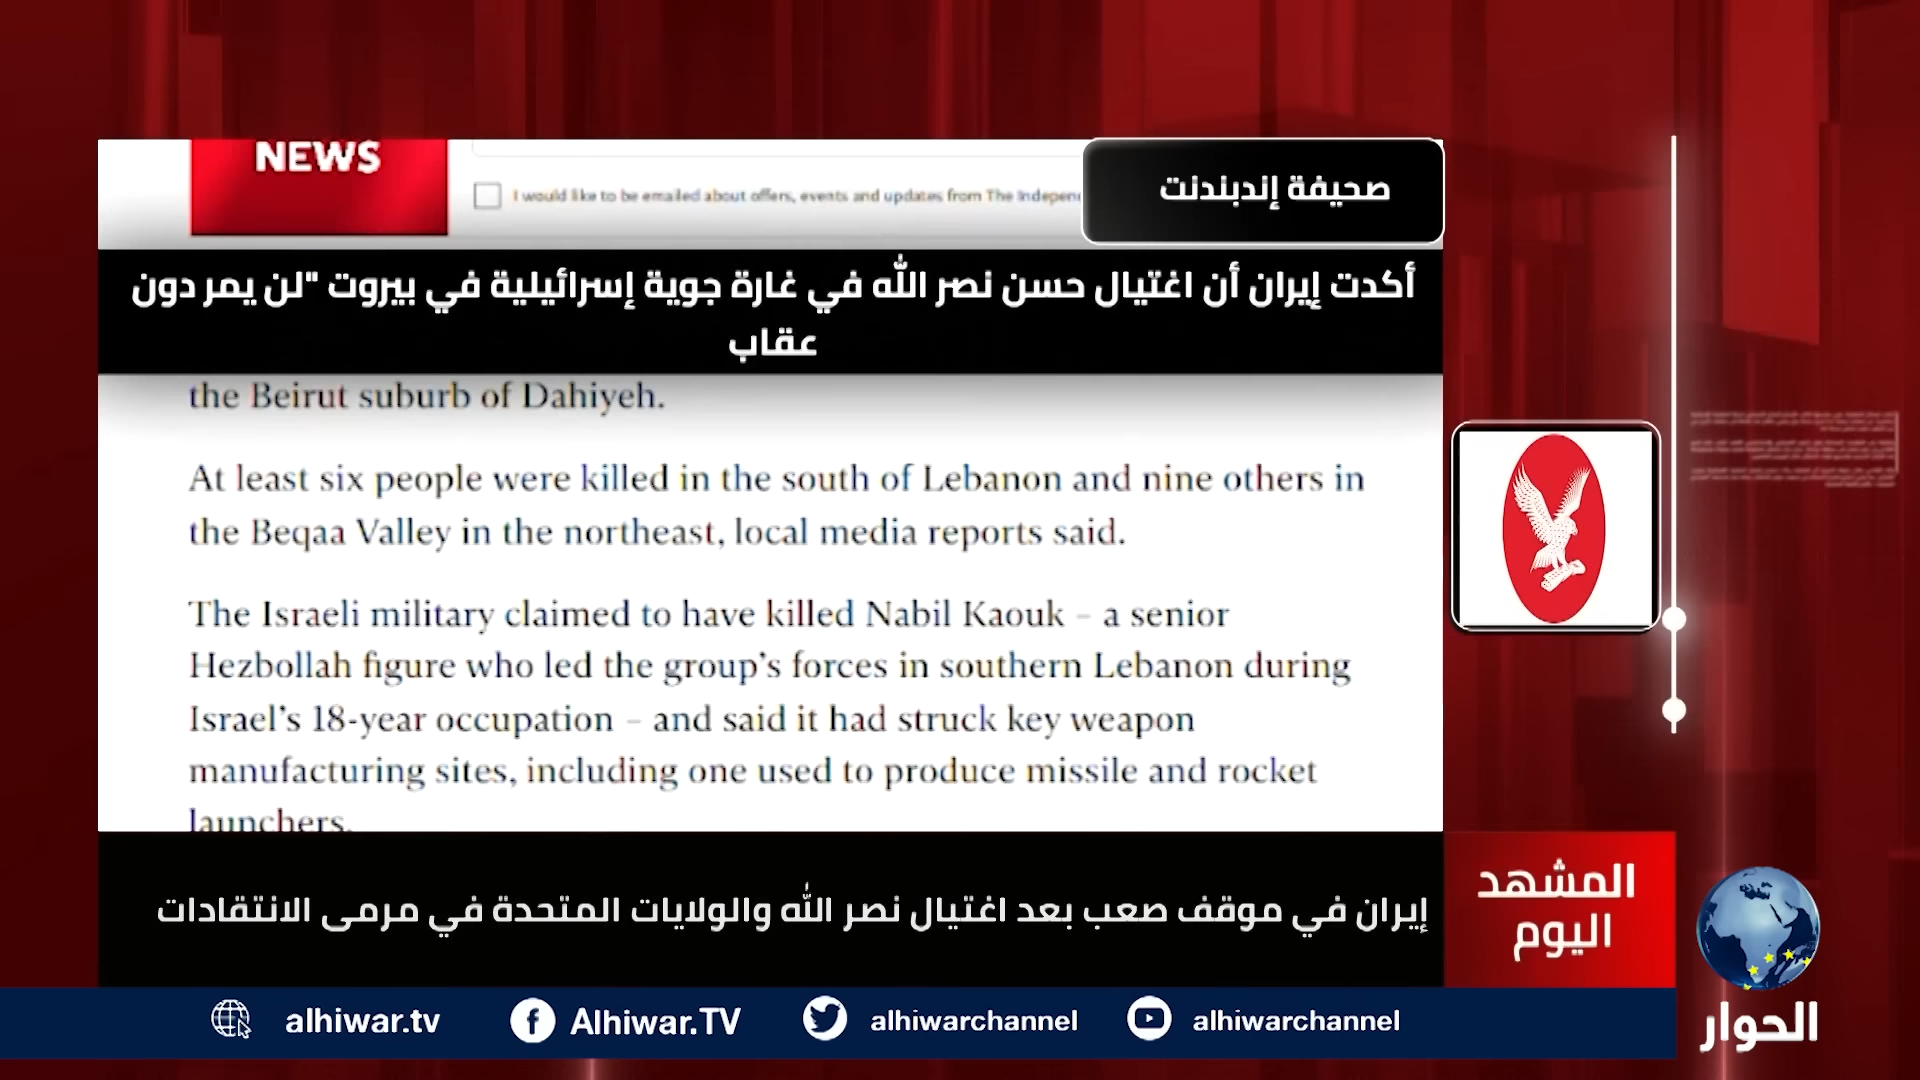 NEWS
I would like to be emailed about offers, events and updates from The Indepen
صحيفة إندبندنت
أكدت إيران أن اغتيال حسن نصر الله في غارة جوية إسرائيلية في بيروت "لن يمر دون
عقاب
the Beirut suburb of Dahiyeh.
At least six people were killed in the south of Lebanon and nine others in
the Beqaa Valley in the northeast, local media reports said.
The Israeli military claimed to have killed Nabil Kaouk – a senior
Hezbollah figure who led the group's forces in southern Lebanon during
Israel's 18-year occupation – and said it had struck key weapon
manufacturing sites, including one used to produce missile and rocket
launchers.
إيران في موقف صعب بعد اغتيال نصر الله والولايات المتحدة في مرمى الانتقادات
المشهد
اليوم
alhiwar.tv
Alhiwar.TV
alhiwarchannel
alhiwarchannel
الحوار